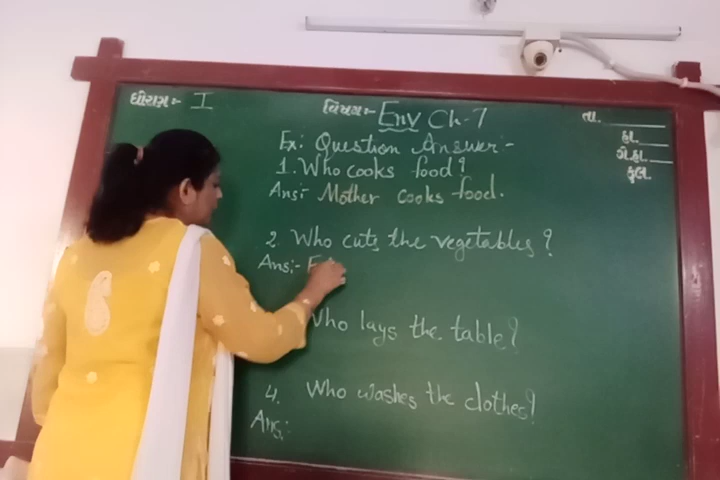 ધોરણઃ- I
વિષયઃ- Env Ch-7
તા.
હા.
ગે.હા.
કુલ.
Ex: Question Answer:-
1. Who cooks food?
Ans:- Mother cooks food.
2. Who cuts the vegetables?
Ans:-
Who lays the table?
4. Who washes the clothes?
Ans: